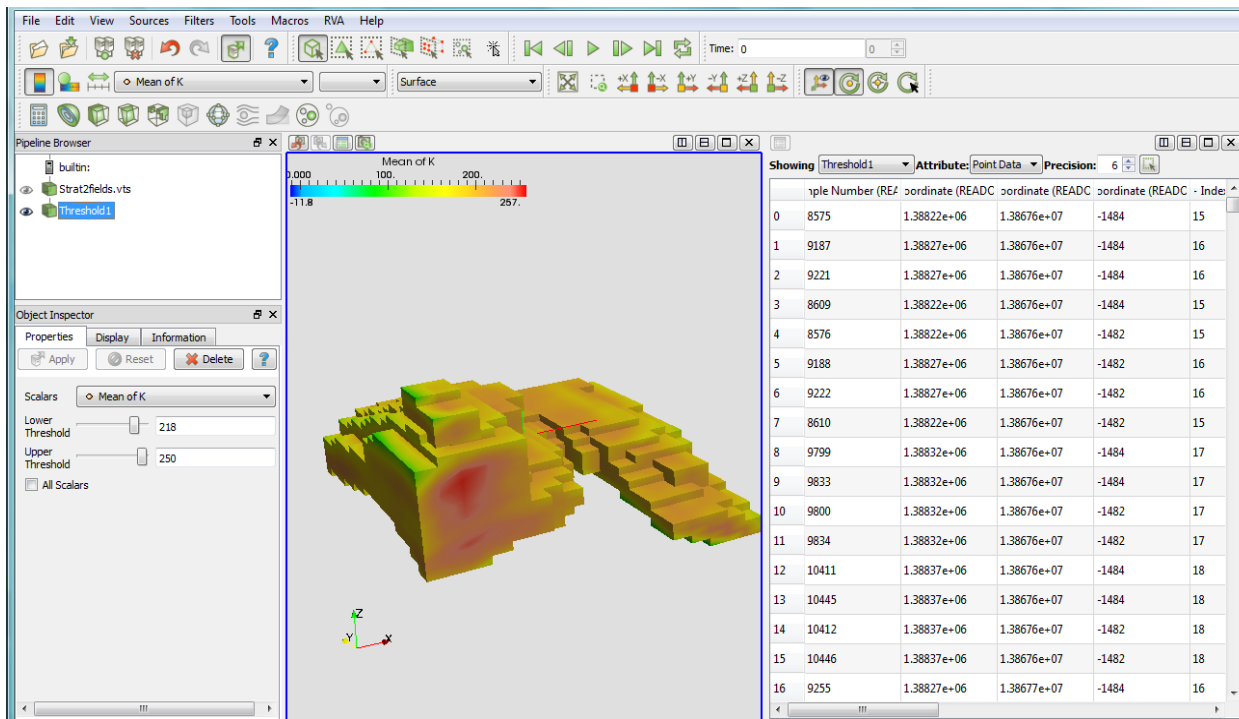 File Edit View Sources Filters Tools Macros RVA Help
Time: 0 0
Mean of K Surface +X -X +Y -Y +Z -Z
Pipeline Browser
builtin:
Strat2fields.vts
Threshold1
Object Inspector
Properties Display Information
Apply Reset Delete ?
Scalars Mean of K
Lower Threshold 218
Upper Threshold 250
All Scalars
Mean of K
0.000 100. 200.
-11.8 257.
Z
Y X
Showing Threshold1 Attribute: Point Data Precision: 6
nple Number (REA oordinate (READC oordinate (READC oordinate (READC - Inde
0 8575 1.38822e+06 1.38676e+07 -1484 15
1 9187 1.38827e+06 1.38676e+07 -1484 16
2 9221 1.38827e+06 1.38676e+07 -1484 16
3 8609 1.38822e+06 1.38676e+07 -1484 15
4 8576 1.38822e+06 1.38676e+07 -1482 15
5 9188 1.38827e+06 1.38676e+07 -1482 16
6 9222 1.38827e+06 1.38676e+07 -1482 16
7 8610 1.38822e+06 1.38676e+07 -1482 15
8 9799 1.38832e+06 1.38676e+07 -1484 17
9 9833 1.38832e+06 1.38676e+07 -1484 17
10 9800 1.38832e+06 1.38676e+07 -1482 17
11 9834 1.38832e+06 1.38676e+07 -1482 17
12 10411 1.38837e+06 1.38676e+07 -1484 18
13 10445 1.38837e+06 1.38676e+07 -1484 18
14 10412 1.38837e+06 1.38676e+07 -1482 18
15 10446 1.38837e+06 1.38676e+07 -1482 18
16 9255 1.38827e+06 1.38677e+07 -1484 16